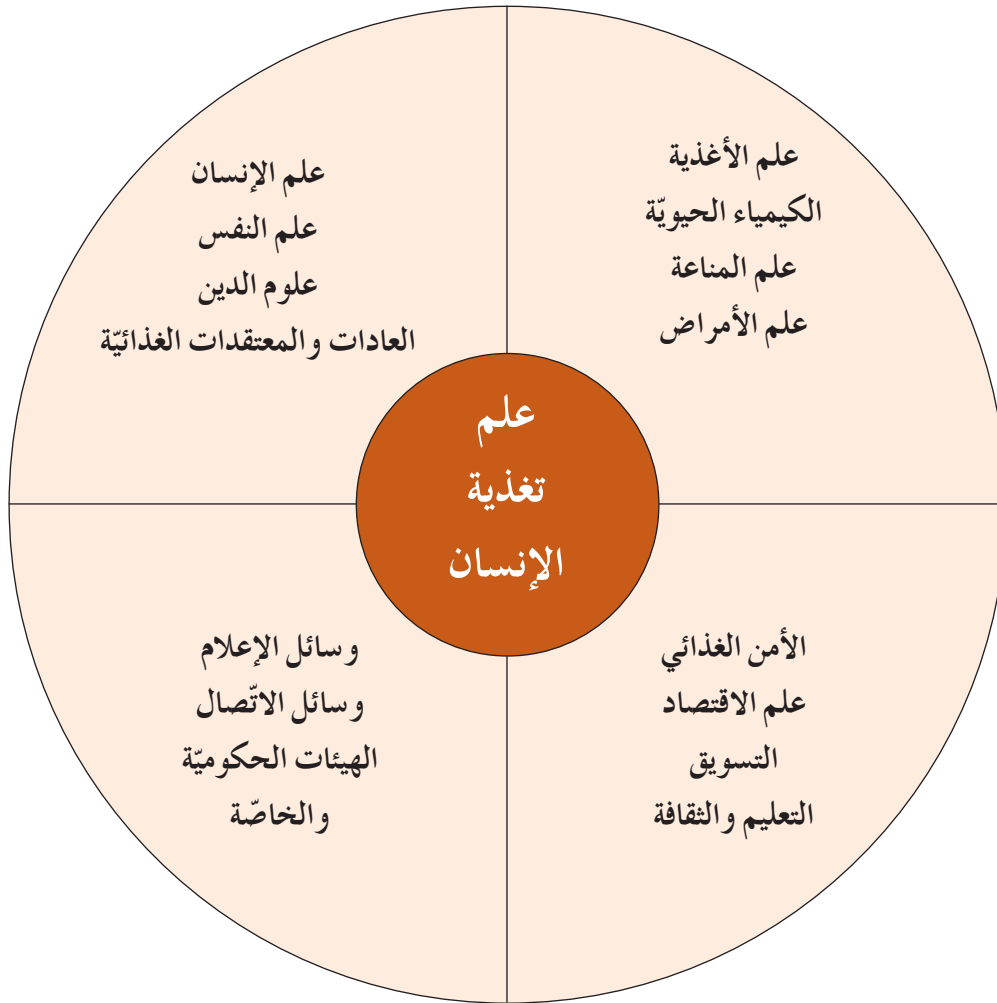 علم الأغذية
الكيمياء الحيويّة
علم المناعة
علم الأمراض
علم الإنسان
علم النفس
علوم الدين
العادات والمعتقدات الغذائيّة
علم
تغذية
الإنسان
الأمن الغذائي
علم الاقتصاد
التسويق
التعليم والثقافة
وسائل الإعلام
وسائل الاتّصال
الهيئات الحكوميّة
والخاصّة